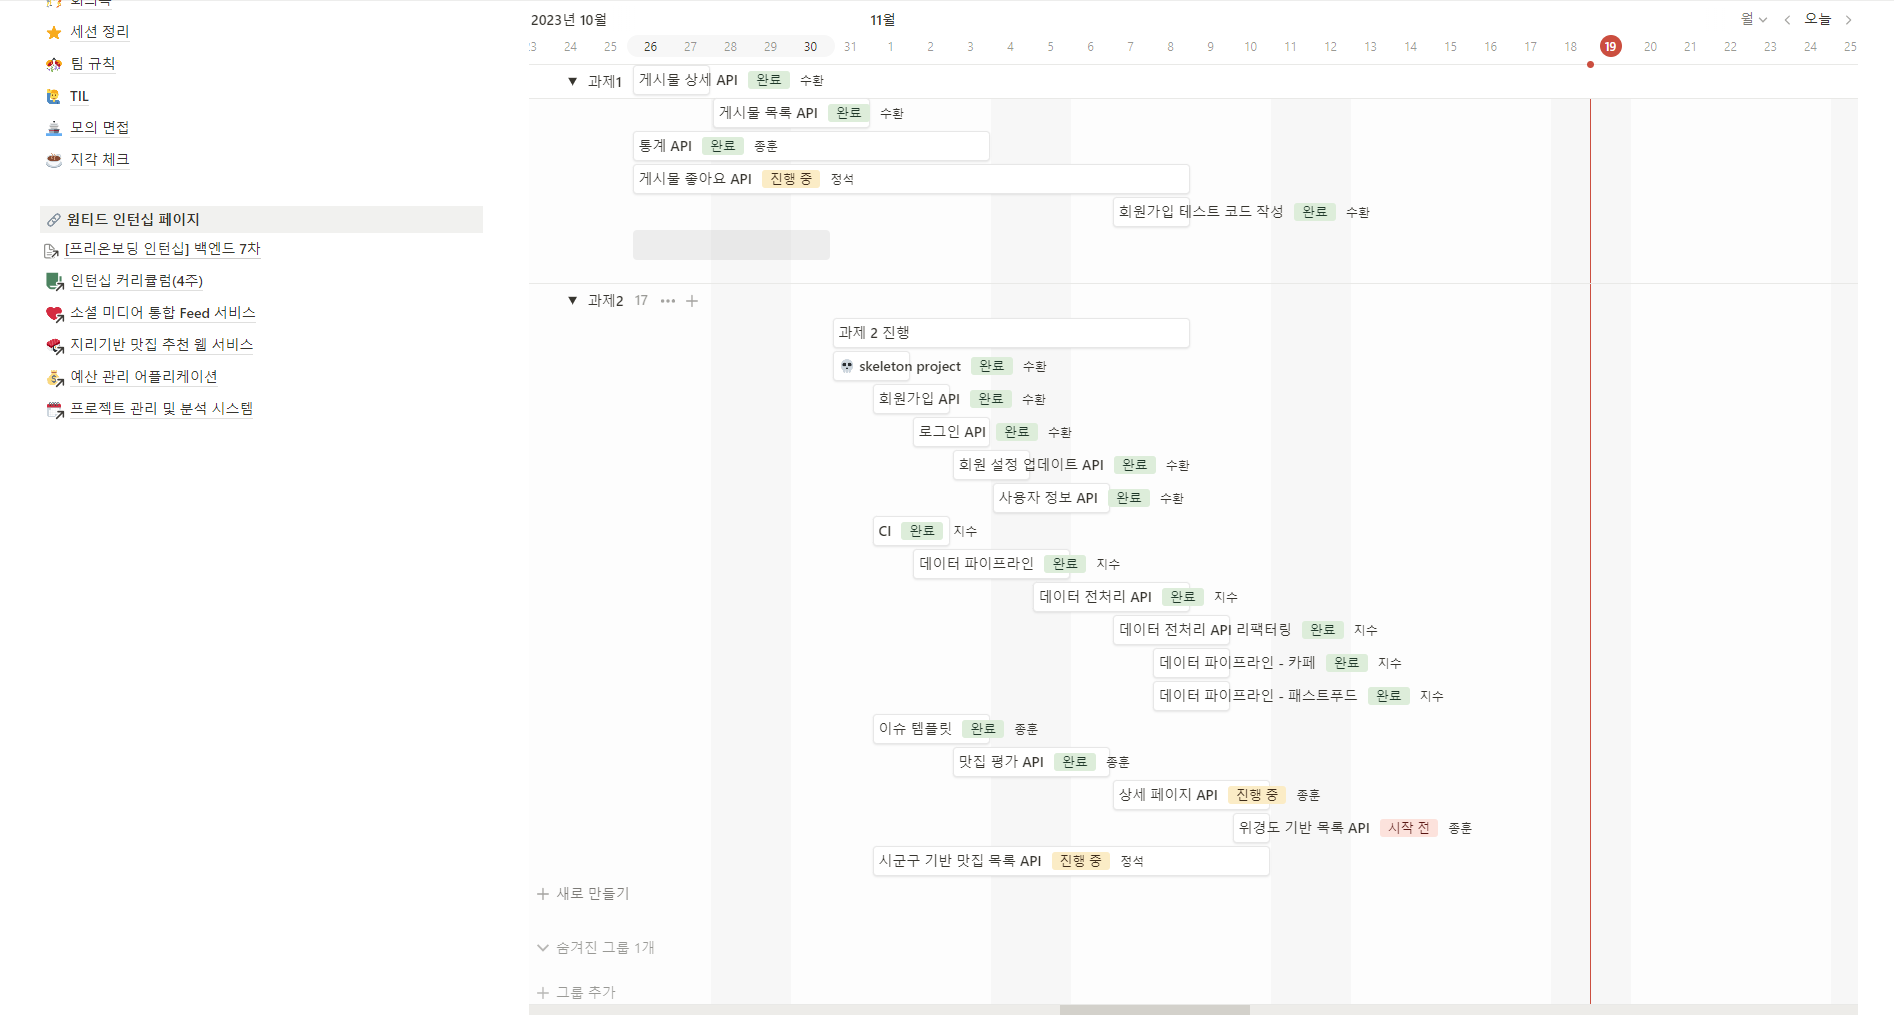 회의록
세션 정리
팀 규칙
TIL
모의 면접
지각 체크
원티드 인턴십 페이지
[프리온보딩 인턴십] 백엔드 7차
인턴십 커리큘럼(4주)
소셜 미디어 통합 Feed 서비스
지리기반 맛집 추천 웹 서비스
예산 관리 어플리케이션
프로젝트 관리 및 분석 시스템
2023년 10월 11월 월 오늘
23 24 25 26 27 28 29 30 31 1 2 3 4 5 6 7 8 9 10 11 12 13 14 15 16 17 18 19 20 21 22 23 24 25
과제1 게시물 상세 API 완료 수환
게시물 목록 API 완료 수환
통계 API 완료 종훈
게시물 좋아요 API 진행 중 정석
회원가입 테스트 코드 작성 완료 수환
과제2 17 ••• +
과제 2 진행
skeleton project 완료 수환
회원가입 API 완료 수환
로그인 API 완료 수환
회원 설정 업데이트 API 완료 수환
사용자 정보 API 완료 수환
CI 완료 지수
데이터 파이프라인 완료 지수
데이터 전처리 API 완료 지수
데이터 전처리 API 리팩터링 완료 지수
데이터 파이프라인 - 카페 완료 지수
데이터 파이프라인 - 패스트푸드 완료 지수
이슈 템플릿 완료 종훈
맛집 평가 API 완료 종훈
상세 페이지 API 진행 중 종훈
위경도 기반 목록 API 시작 전 종훈
시군구 기반 맛집 목록 API 진행 중 정석
+ 새로 만들기
숨겨진 그룹 1개
+ 그룹 추가